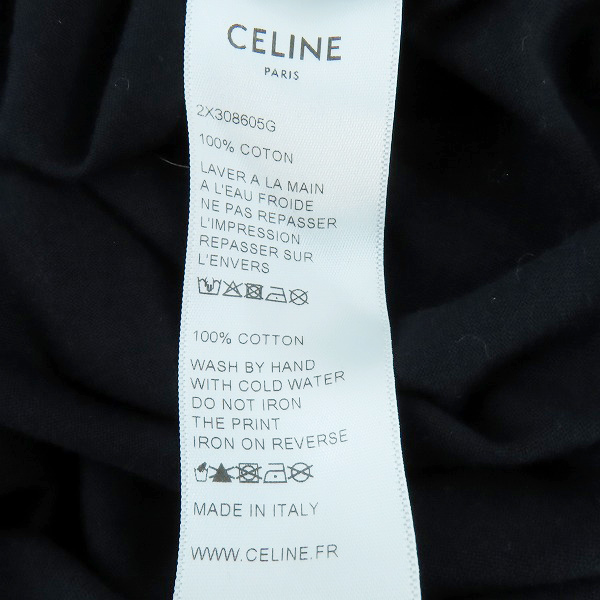 CELINE
PARIS
2X308605G
100% COTON
LAVER A LA MAIN
A L'EAU FROIDE
NE PAS REPASSER
L'IMPRESSION
REPASSER SUR
L'ENVERS
100% COTTON
WASH BY HAND
WITH COLD WATER
DO NOT IRON
THE PRINT
IRON ON REVERSE
MADE IN ITALY
WWW.CELINE.FR